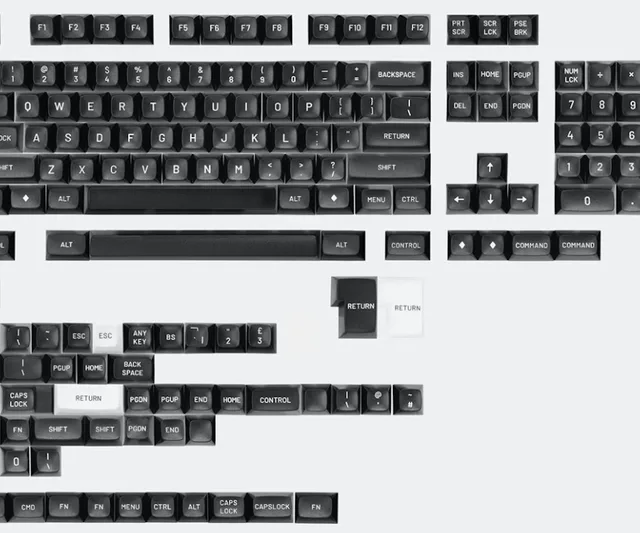 F1 F2 F3 F4 F5 F6 F7 F8 F9 F10 F11 F12 PRT SCR SCR LCK PSE BRK
! 1 @ 2 # 3 $ 4 % 5 ^ 6 & 7 * 8 ( 9 ) 0 — - + = BACKSPACE INS HOME PGUP NUM LCK ÷ ×
Q W E R T Y U I O P { [ } ] | \ DEL END PGDN 7 8 9
OCK A S D F G H J K L : ; " ' RETURN 4 5 6
HIFT Z X C V B N M < , > . ? / SHIFT ↑ 1 2 3
◆ ALT ALT ◆ MENU CTRL ← ↓ → 0 .
L ALT ALT CONTROL ◆ ◆ COMMAND COMMAND
RETURN RETURN
| \ ~ ESC ESC ANY KEY BS 2 £ 3
| \ PGUP HOME BACK SPACE
CAPS LOCK RETURN PGDN PGUP END HOME CONTROL | \ @ ~ #
FN SHIFT SHIFT PGDN END
0 | \
CMD FN FN MENU CTRL ALT CAPS LOCK CAPSLOCK FN